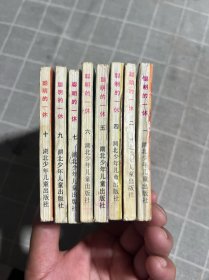 聪明的一休 十 湖北少年儿童出版社
聪明的一休 九 湖北少年儿童出版社
聪明的一休 七 湖北少年儿童出版社
聪明的一休 六 湖北少年儿童出版社
聪明的一休 五 湖北少年儿童出版社
聪明的一休 四 湖北少年儿童出版社
聪明的一休 二 少年儿童出版社
聪明的一休 一 湖北少年儿童出版社